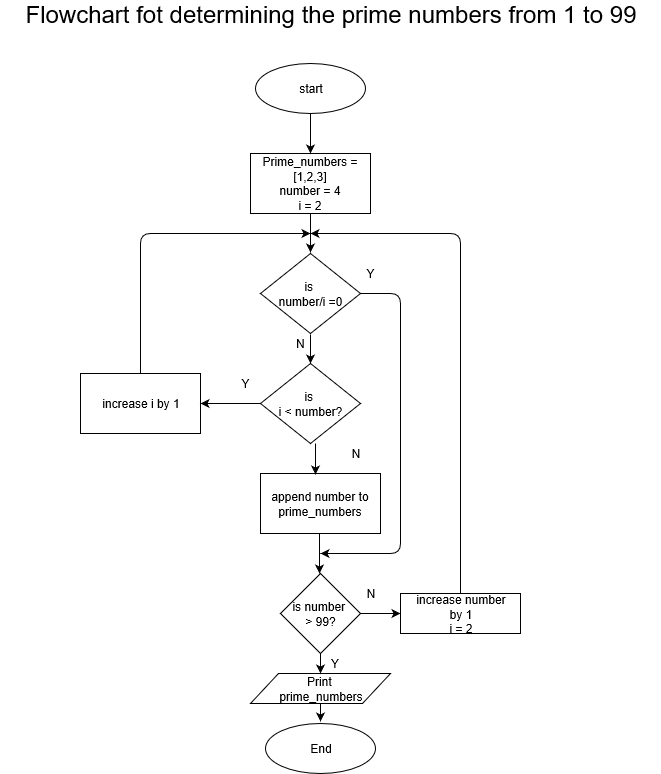 Flowchart fot determining the prime numbers from 1 to 99
start
Prime_numbers =
[1,2,3]
number = 4
i = 2
is
number/i =0
Y
N
is
i < number?
Y
increase i by 1
N
append number to
prime_numbers
is number
> 99?
N
increase number
by 1
i = 2
Y
Print
prime_numbers
End